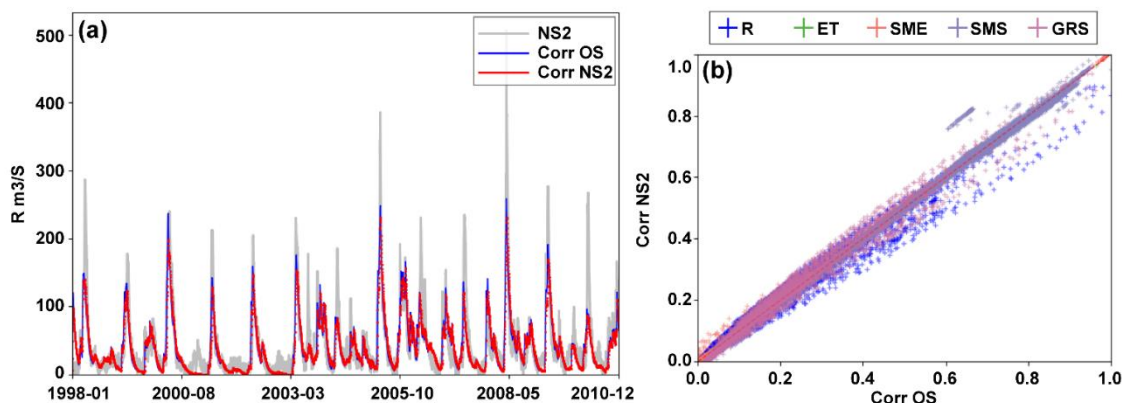 (a)
NS2
Corr OS
Corr NS2
500
400
300
200
100
0
R m3/S
1998-01 2000-08 2003-03 2005-10 2008-05 2010-12
R ET SME SMS GRS
(b)
1.0
0.8
0.6
0.4
0.2
0.0
Corr NS2
0.0 0.2 0.4 0.6 0.8 1.0
Corr OS